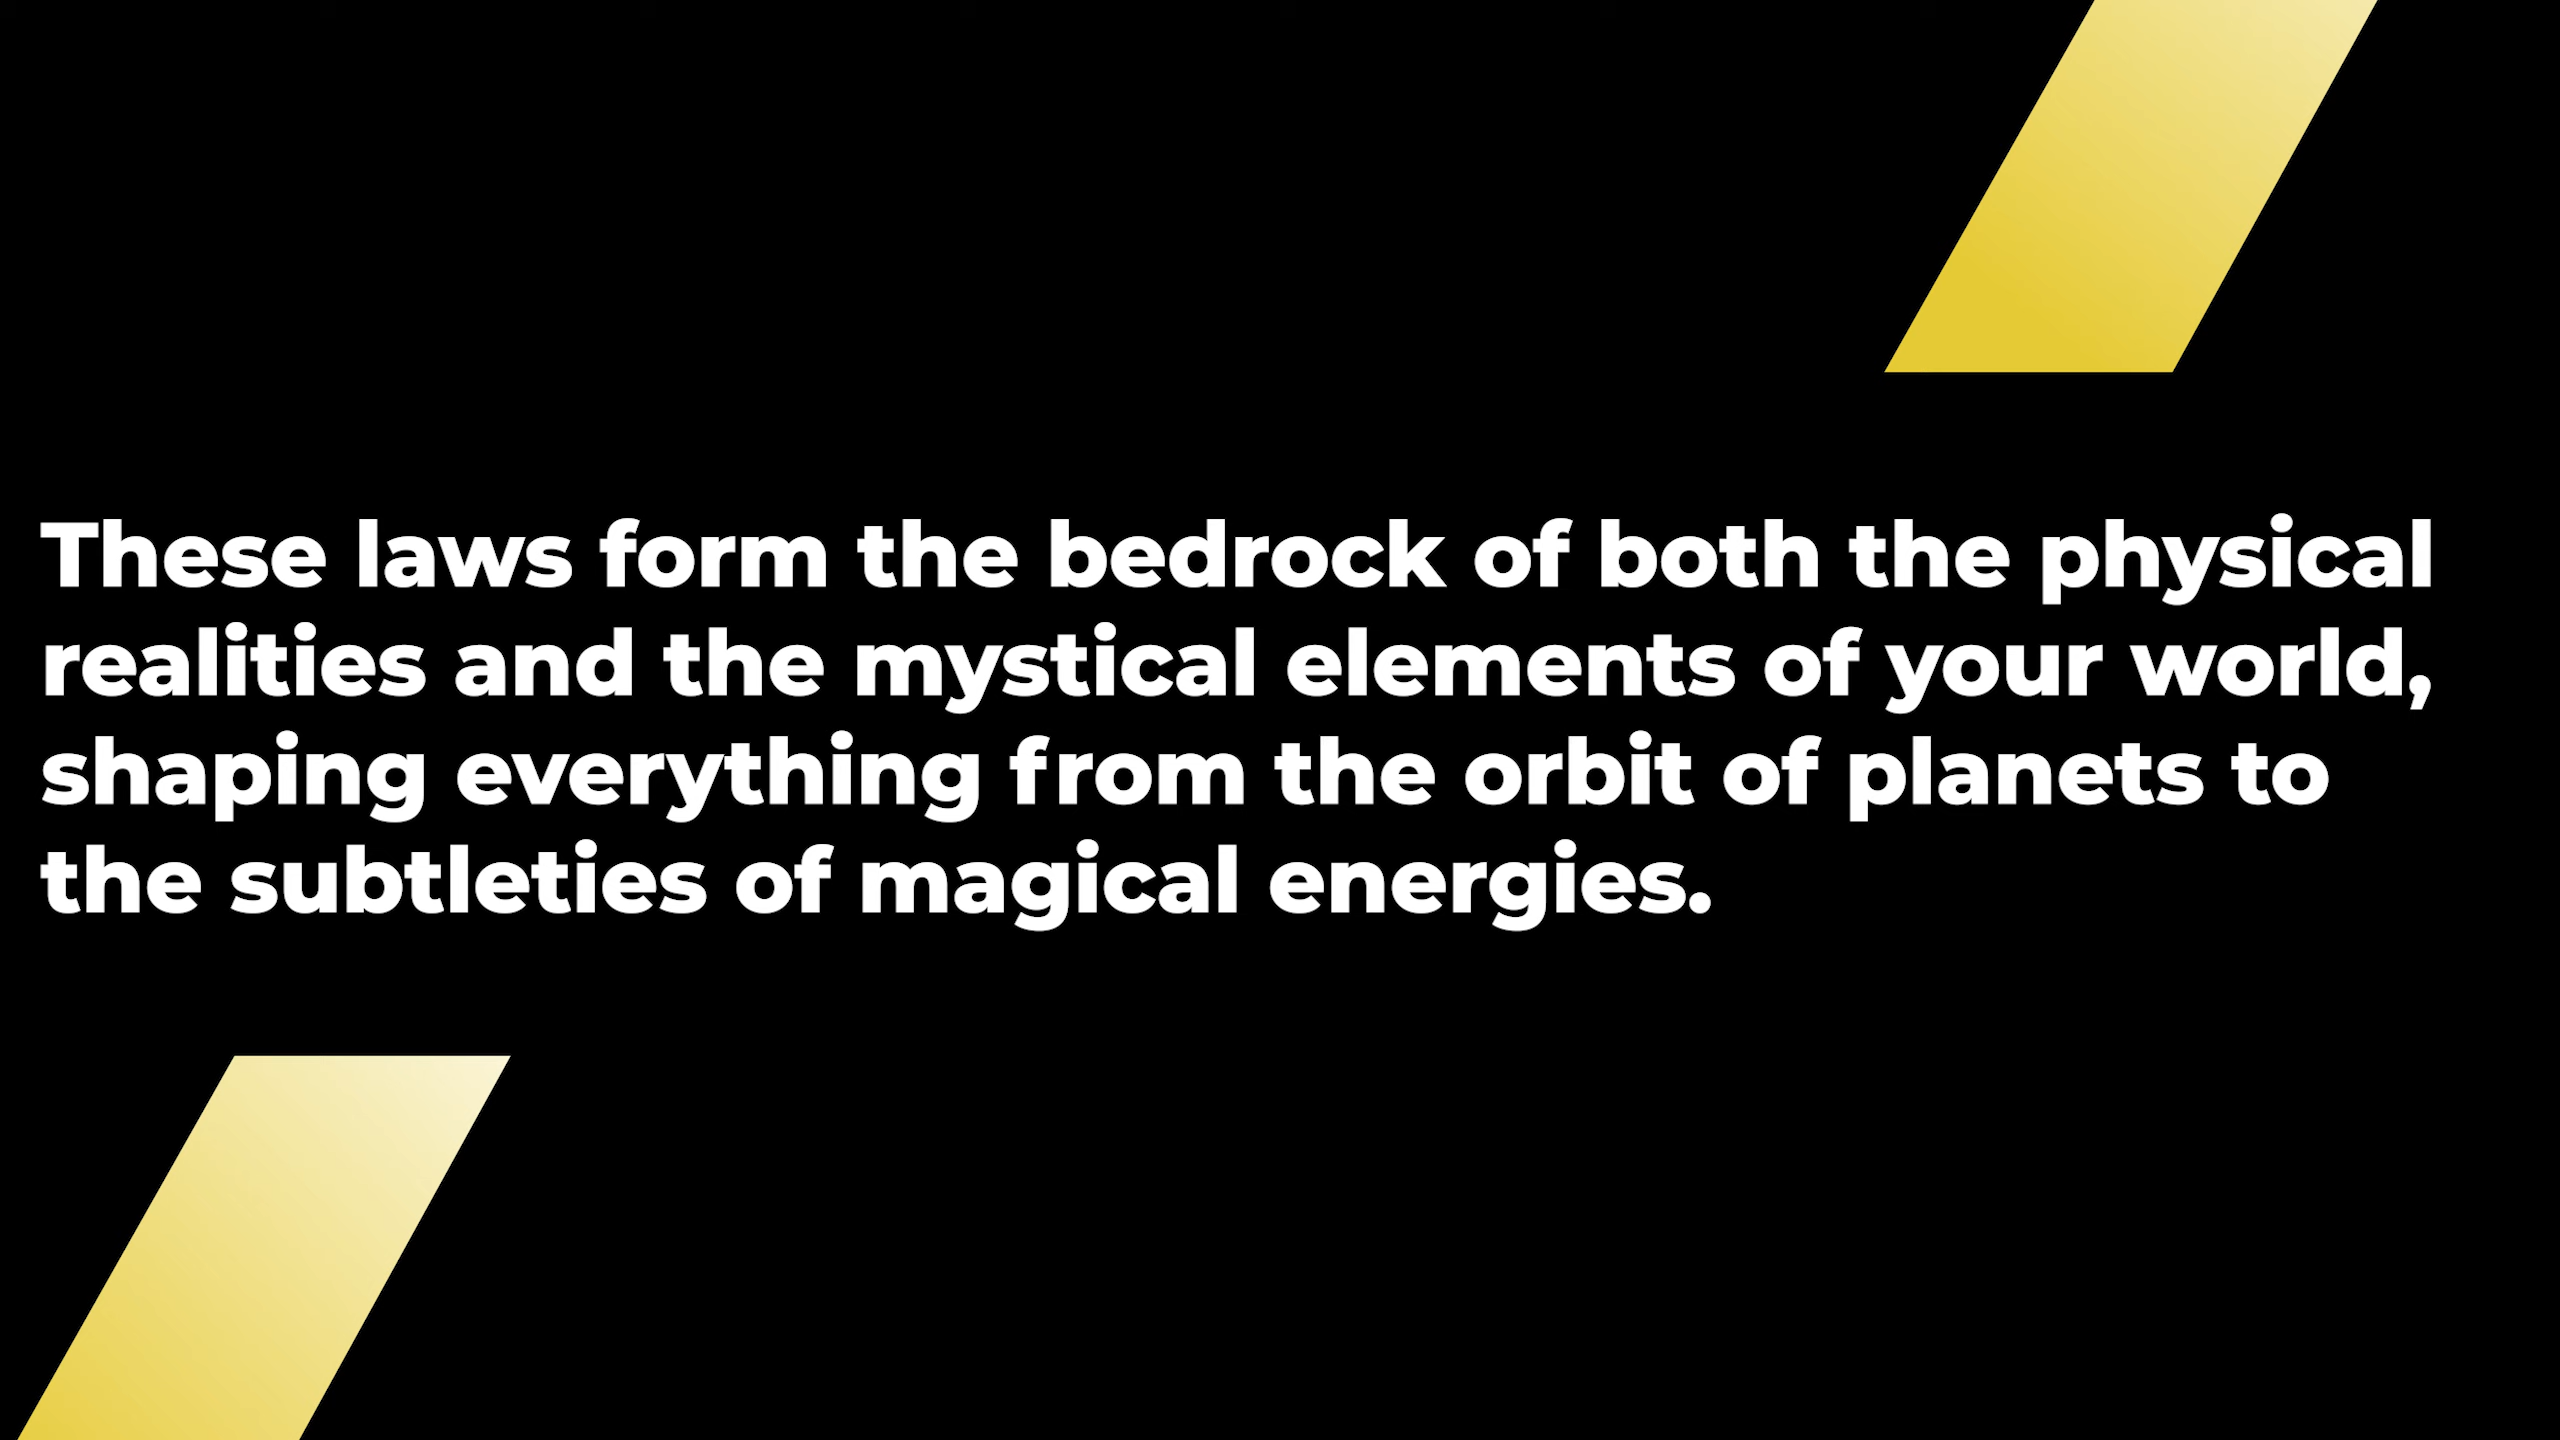 These laws form the bedrock of both the physical
realities and the mystical elements of your world,
shaping everything from the orbit of planets to
the subtleties of magical energies.